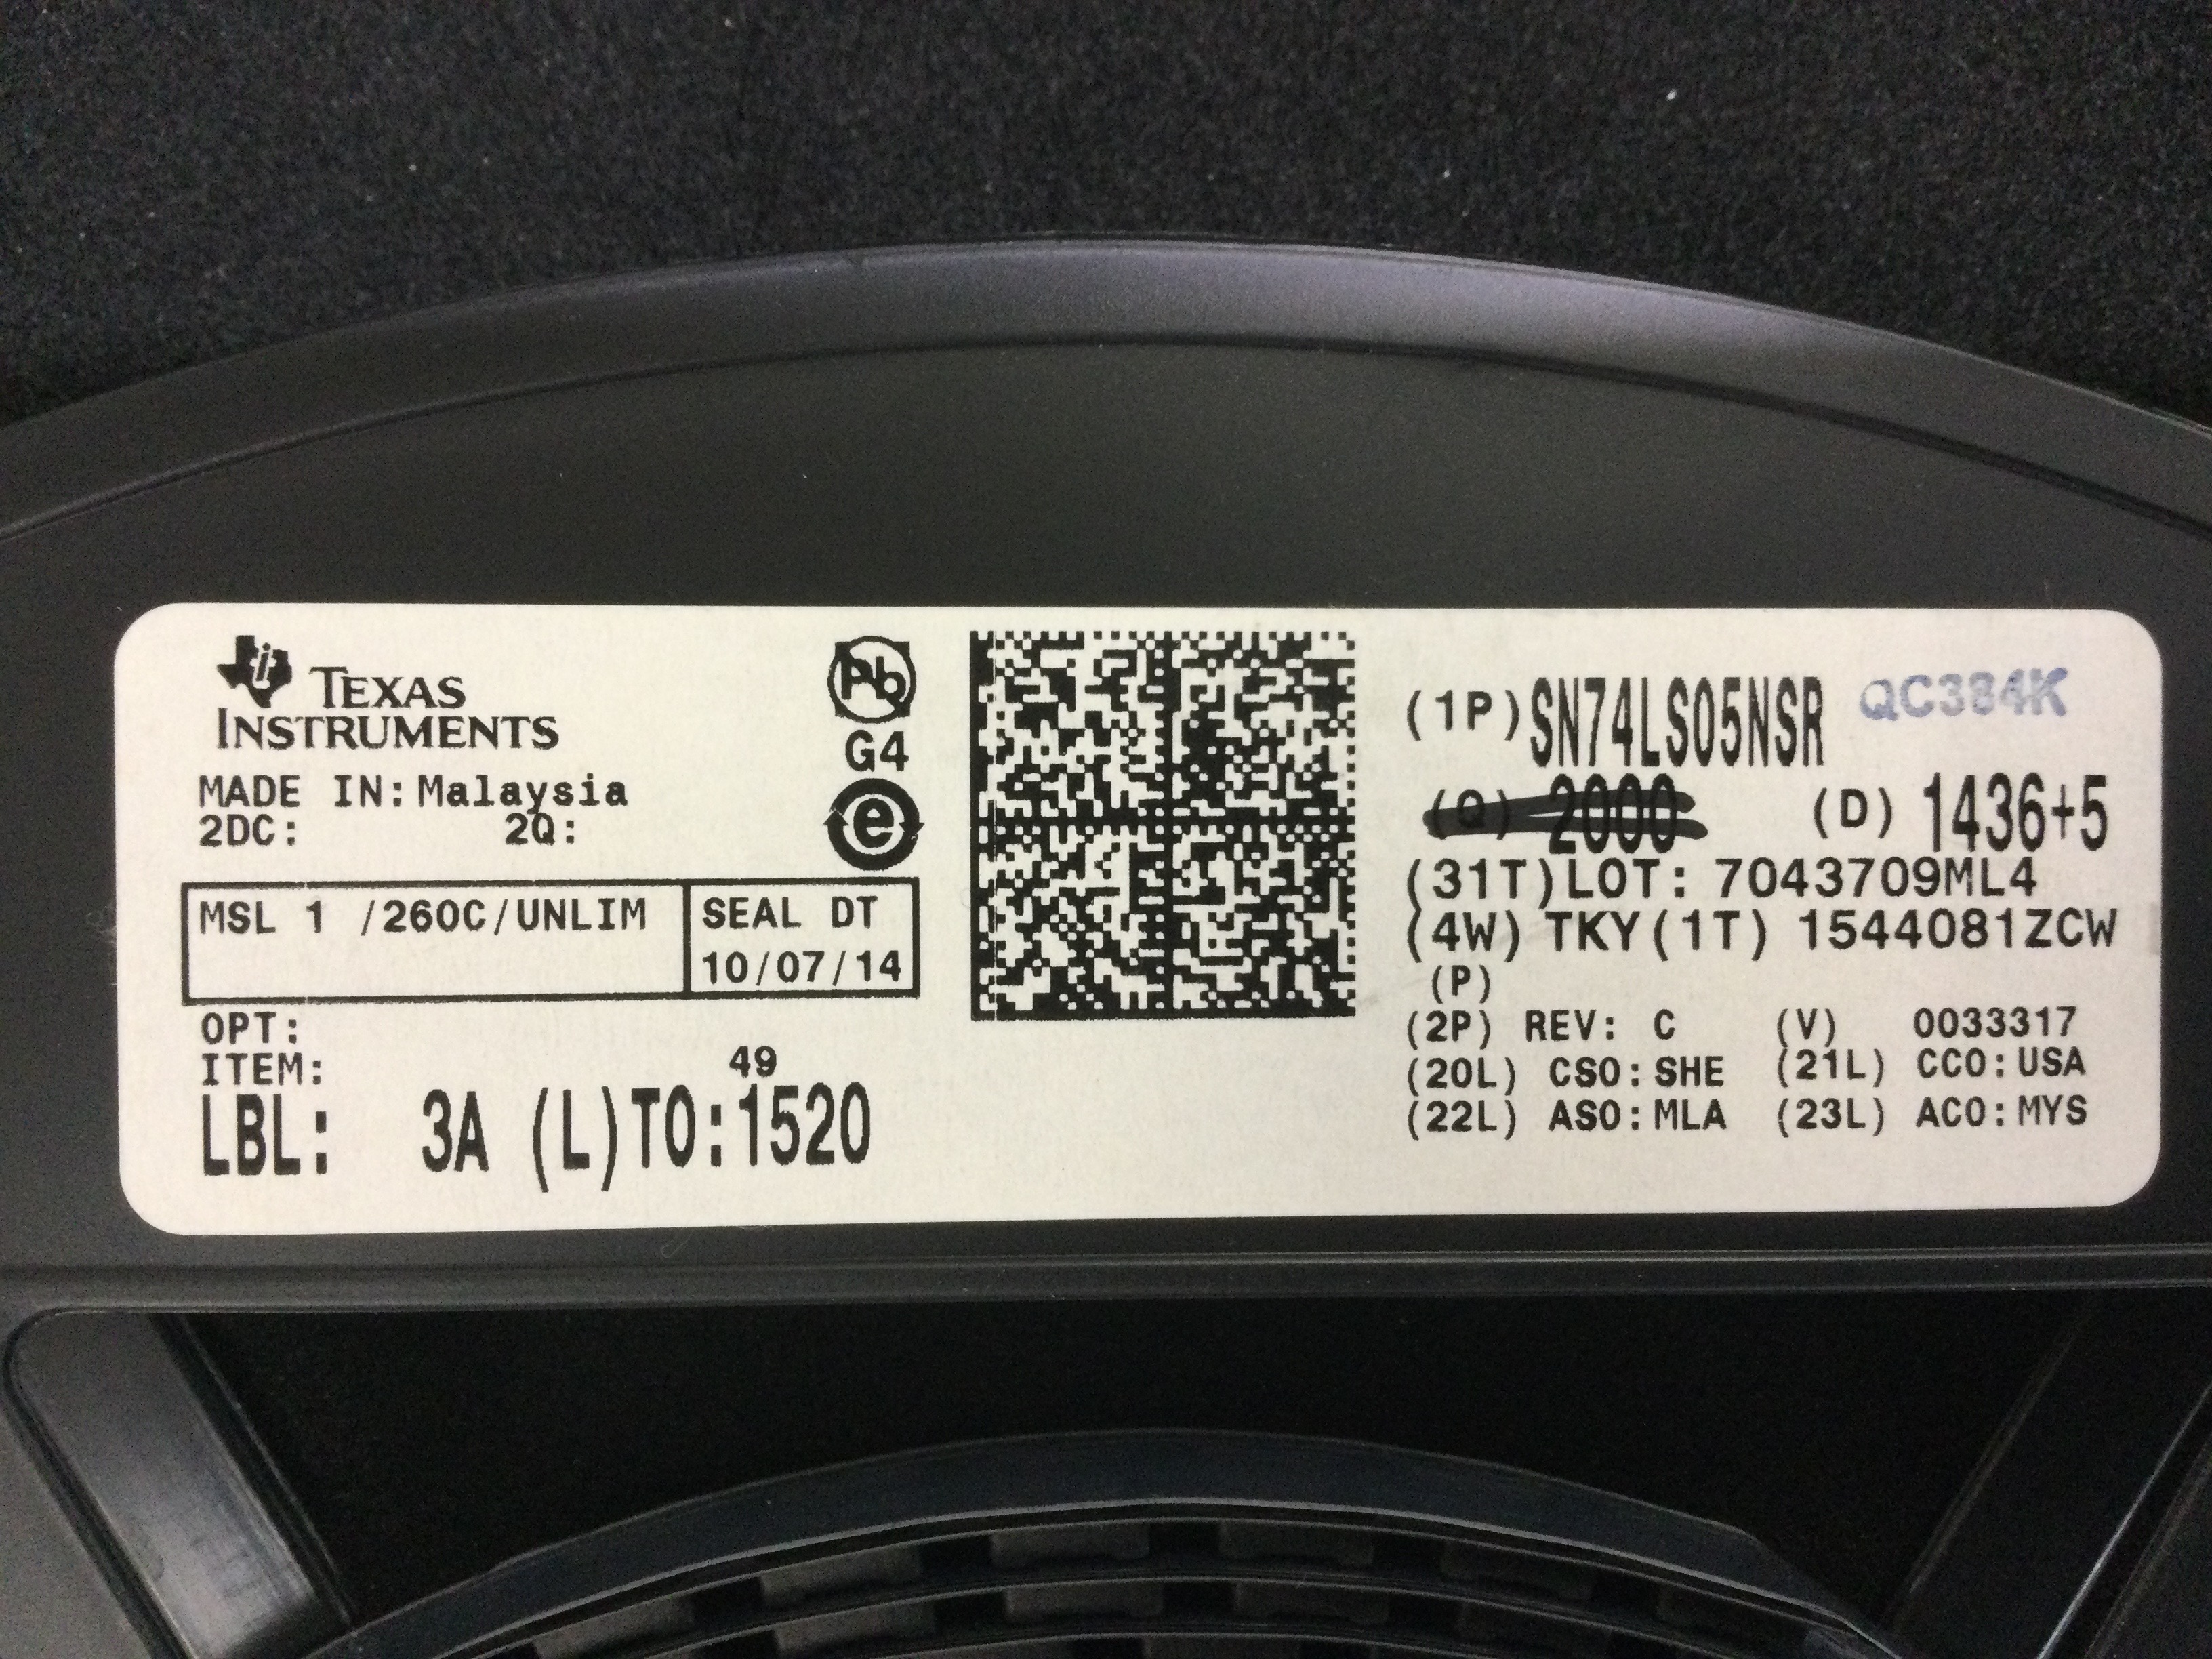 TEXAS
INSTRUMENTS
MADE IN: Malaysia
2DC: 2Q:
Pb
G4
e
MSL 1 /260C/UNLIM
SEAL DT
10/07/14
OPT:
ITEM:
49
LBL: 3A (L)TO:1520
(1P)SN74LS05NSR QC384K
(Q) 2000 (D) 1436+5
(31T)LOT: 7043709ML4
(4W) TKY(1T) 1544081ZCW
(P)
(2P) REV: C (V) 0033317
(20L) CSO:SHE (21L) CCO:USA
(22L) ASO:MLA (23L) ACO:MYS